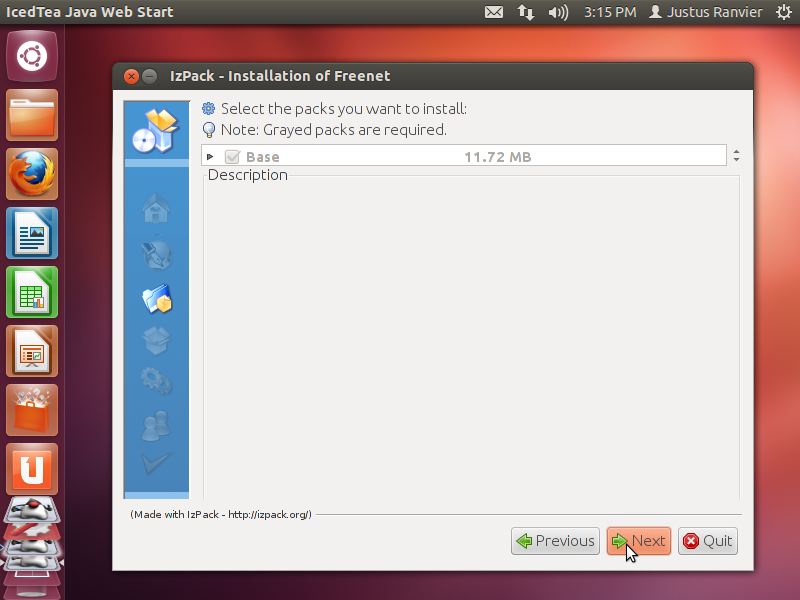 IcedTea Java Web Start
3:15 PM
Justus Ranvier
IzPack - Installation of Freenet
Select the packs you want to install:
Note: Grayed packs are required.
Base 11.72 MB
Description
(Made with IzPack - http://izpack.org/)
Previous
Next
Quit